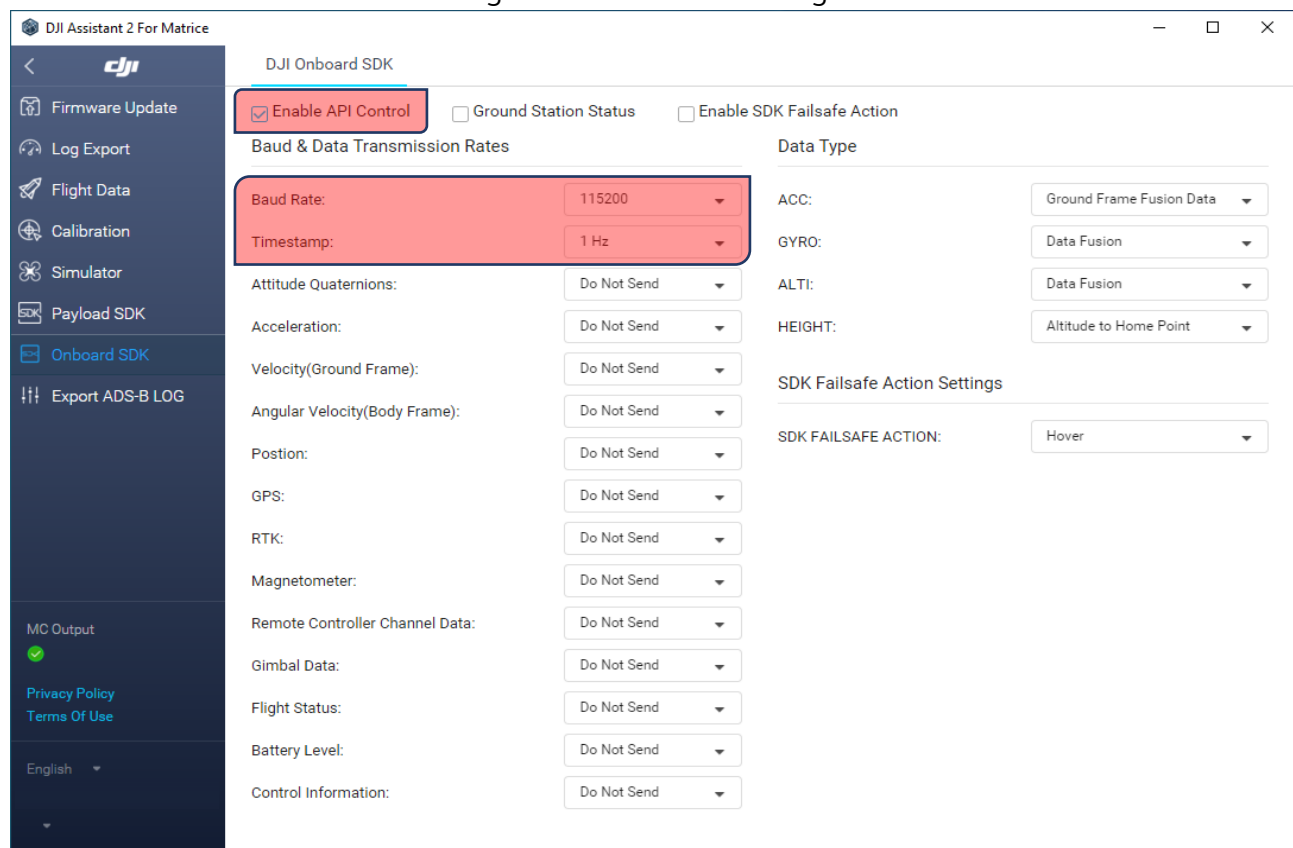 DJI Assistant 2 For Matrice
dji
DJI Onboard SDK
Firmware Update
Log Export
Flight Data
Calibration
Simulator
SDK Payload SDK
Onboard SDK
Export ADS-B LOG
MC Output
Privacy Policy
Terms Of Use
English
Enable API Control Ground Station Status Enable SDK Failsafe Action
Baud & Data Transmission Rates
Baud Rate: 115200
Timestamp: 1 Hz
Attitude Quaternions: Do Not Send
Acceleration: Do Not Send
Velocity(Ground Frame): Do Not Send
Angular Velocity(Body Frame): Do Not Send
Postion: Do Not Send
GPS: Do Not Send
RTK: Do Not Send
Magnetometer: Do Not Send
Remote Controller Channel Data: Do Not Send
Gimbal Data: Do Not Send
Flight Status: Do Not Send
Battery Level: Do Not Send
Control Information: Do Not Send
Data Type
ACC: Ground Frame Fusion Data
GYRO: Data Fusion
ALTI: Data Fusion
HEIGHT: Altitude to Home Point
SDK Failsafe Action Settings
SDK FAILSAFE ACTION: Hover